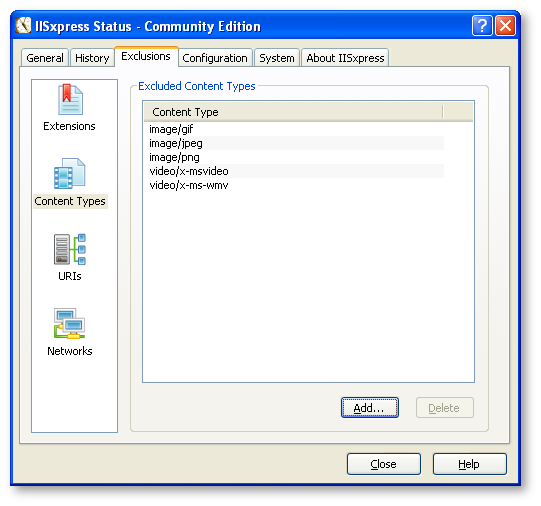 IISxpress Status - Community Edition
General History Exclusions Configuration System About IISxpress
Extensions
Content Types
URIs
Networks
Excluded Content Types
Content Type
image/gif
image/jpeg
image/png
video/x-msvideo
video/x-ms-wmv
Add... Delete
Close Help